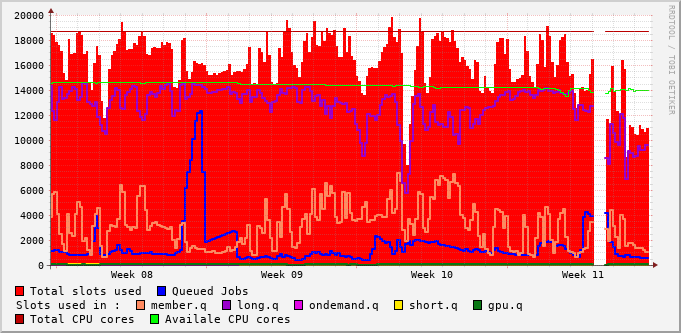 20000
18000
16000
14000
12000
10000
8000
6000
4000
2000
0
Week 08 Week 09 Week 10 Week 11
RRDTOOL / TOBI OETIKER
Total slots used Queued Jobs
Slots used in : member.q long.q ondemand.q short.q gpu.q
Total CPU cores Availale CPU cores